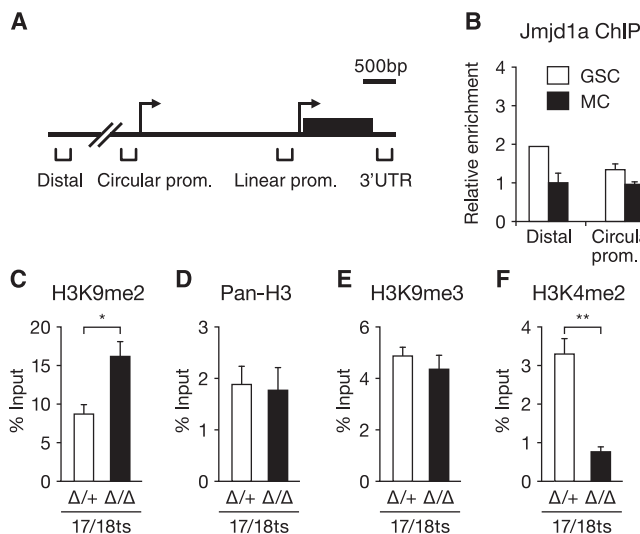 A
500bp
Distal
Circular prom.
Linear prom.
3'UTR
B
Jmjd1a ChIP
Relative enrichment
4
3
2
1
0
GSC
MC
Distal
prom.
C
H3K9me2
% Input
20
15
10
5
0
*
Δ/+ Δ/Δ
17/18ts
D
Pan-H3
% Input
3
2
1
0
Δ/+ Δ/Δ
17/18ts
E
H3K9me3
% Input
6
4
2
0
Δ/+ Δ/Δ
17/18ts
F
H3K4me2
% Input
4
3
2
1
0
**
Δ/+ Δ/Δ
17/18ts